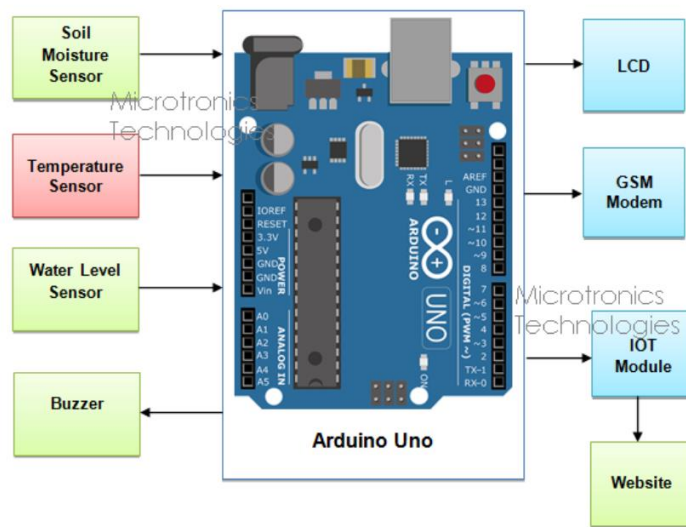 Soil
Moisture
Sensor
Temperature
Sensor
Water Level
Sensor
Buzzer
Microtronics
Technologies
IOREF
RESET
3.3V
5V
GND
GND
Vin
POWER
A0
A1
A2
A3
A4
A5
ANALOG IN
RX
TX
L
ARDUINO
UNO
ON
AREF
GND
13
12
~11
~10
~9
8
7
~6
~5
4
~3
2
TX-1
RX-0
DIGITAL (PWM ~)
Arduino Uno
LCD
GSM
Modem
Microtronics
Technologies
IOT
Module
Website